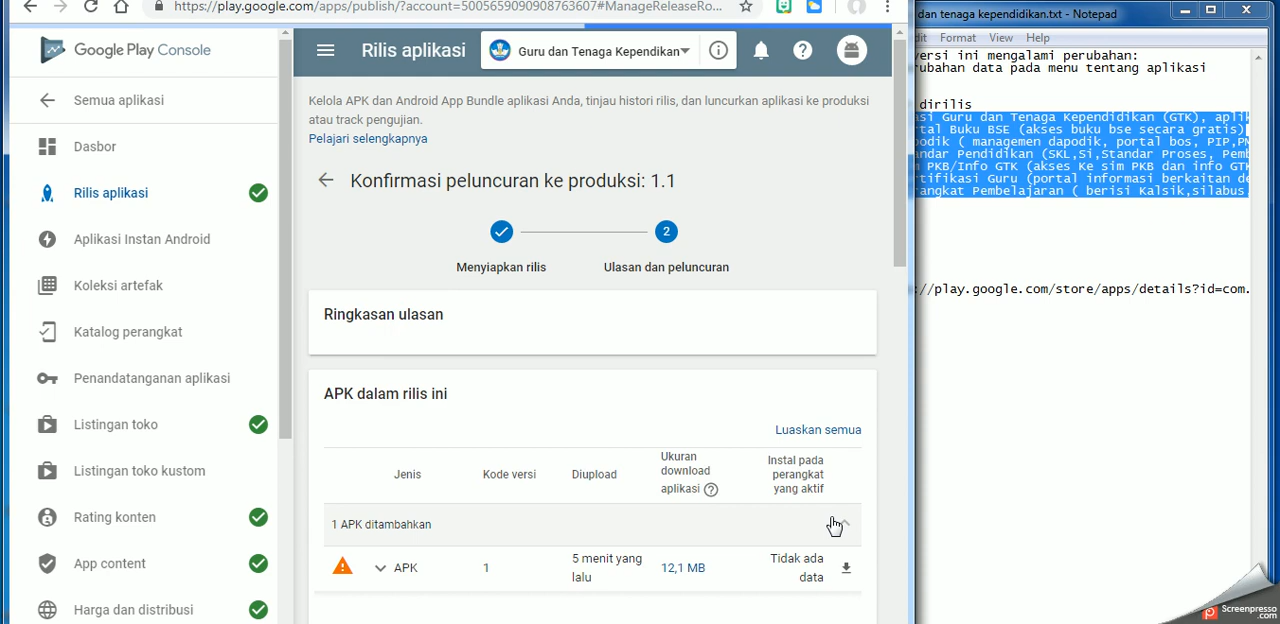 https://play.google.com/apps/publish/?account=5005659090908763607#ManageReleaseRo...
Google Play Console
Semua aplikasi
Dasbor
Rilis aplikasi
Aplikasi Instan Android
Koleksi artefak
Katalog perangkat
Penandatanganan aplikasi
Listingan toko
Listingan toko kustom
Rating konten
App content
Harga dan distribusi
Rilis aplikasi
Guru dan Tenaga Kependidikan
Kelola APK dan Android App Bundle aplikasi Anda, tinjau histori rilis, dan luncurkan aplikasi ke produksi
atau track pengujian.
Pelajari selengkapnya
Konfirmasi peluncuran ke produksi: 1.1
2
Menyiapkan rilis
Ulasan dan peluncuran
Ringkasan ulasan
APK dalam rilis ini
Luaskan semua
Jenis
Kode versi
Diupload
Ukuran
download
aplikasi
Instal pada
perangkat
yang aktif
1 APK ditambahkan
APK
1
5 menit yang
lalu
12,1 MB
Tidak ada
data
dan tenaga kependidikan.txt - Notepad
dit Format View Help
versi ini mengalami perubahan:
rubahan data pada menu tentang aplikasi
dirilis
asi Guru dan Tenaga Kependidikan (GTK), aplik
rtal Buku BSE (akses buku bse secara gratis)
podik ( managemen dapodik, portal bos, PIP,PM
andar Pendidikan (SKL,Si,Standar Proses, Pemb
m PKB/Info GTK (akses Ke sim PKB dan info GTK
ertifikasi Guru (portal informasi berkaitan de
rangkat Pembelajaran ( berisi Kalsik,silabus,
://play.google.com/store/apps/details?id=com.
Screenpresso
.com